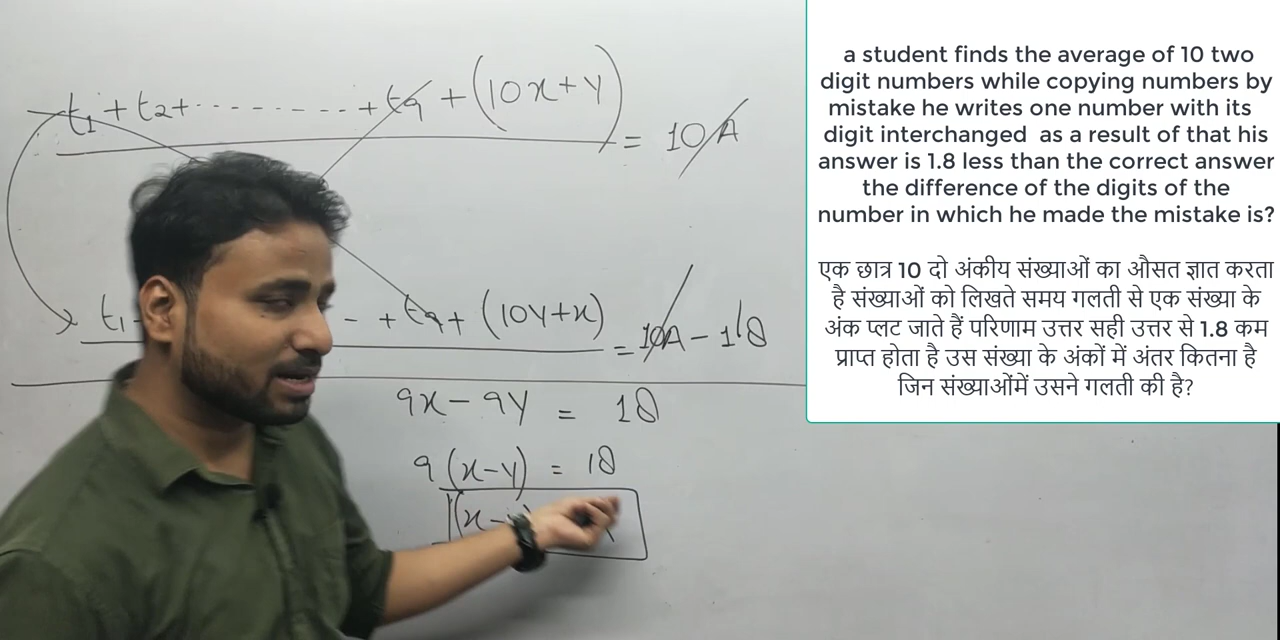 t₁ + t₂ + ---------- + t₉ + (10x + y)
= 10A
t₁ - + t₉ + (10y + x)
= 10A - 18
9x - 9y = 18
9 (x - y) = 18
(x -
a student finds the average of 10 two
digit numbers while copying numbers by
mistake he writes one number with its
digit interchanged as a result of that his
answer is 1.8 less than the correct answer
the difference of the digits of the
number in which he made the mistake is?
एक छात्र 10 दो अंकीय संख्याओं का औसत ज्ञात करता
है संख्याओं को लिखते समय गलती से एक संख्या के
अंक प्लट जाते हैं परिणाम उत्तर सही उत्तर से 1.8 कम
प्राप्त होता है उस संख्या के अंकों में अंतर कितना है
जिन संख्याओंमें उसने गलती की है?